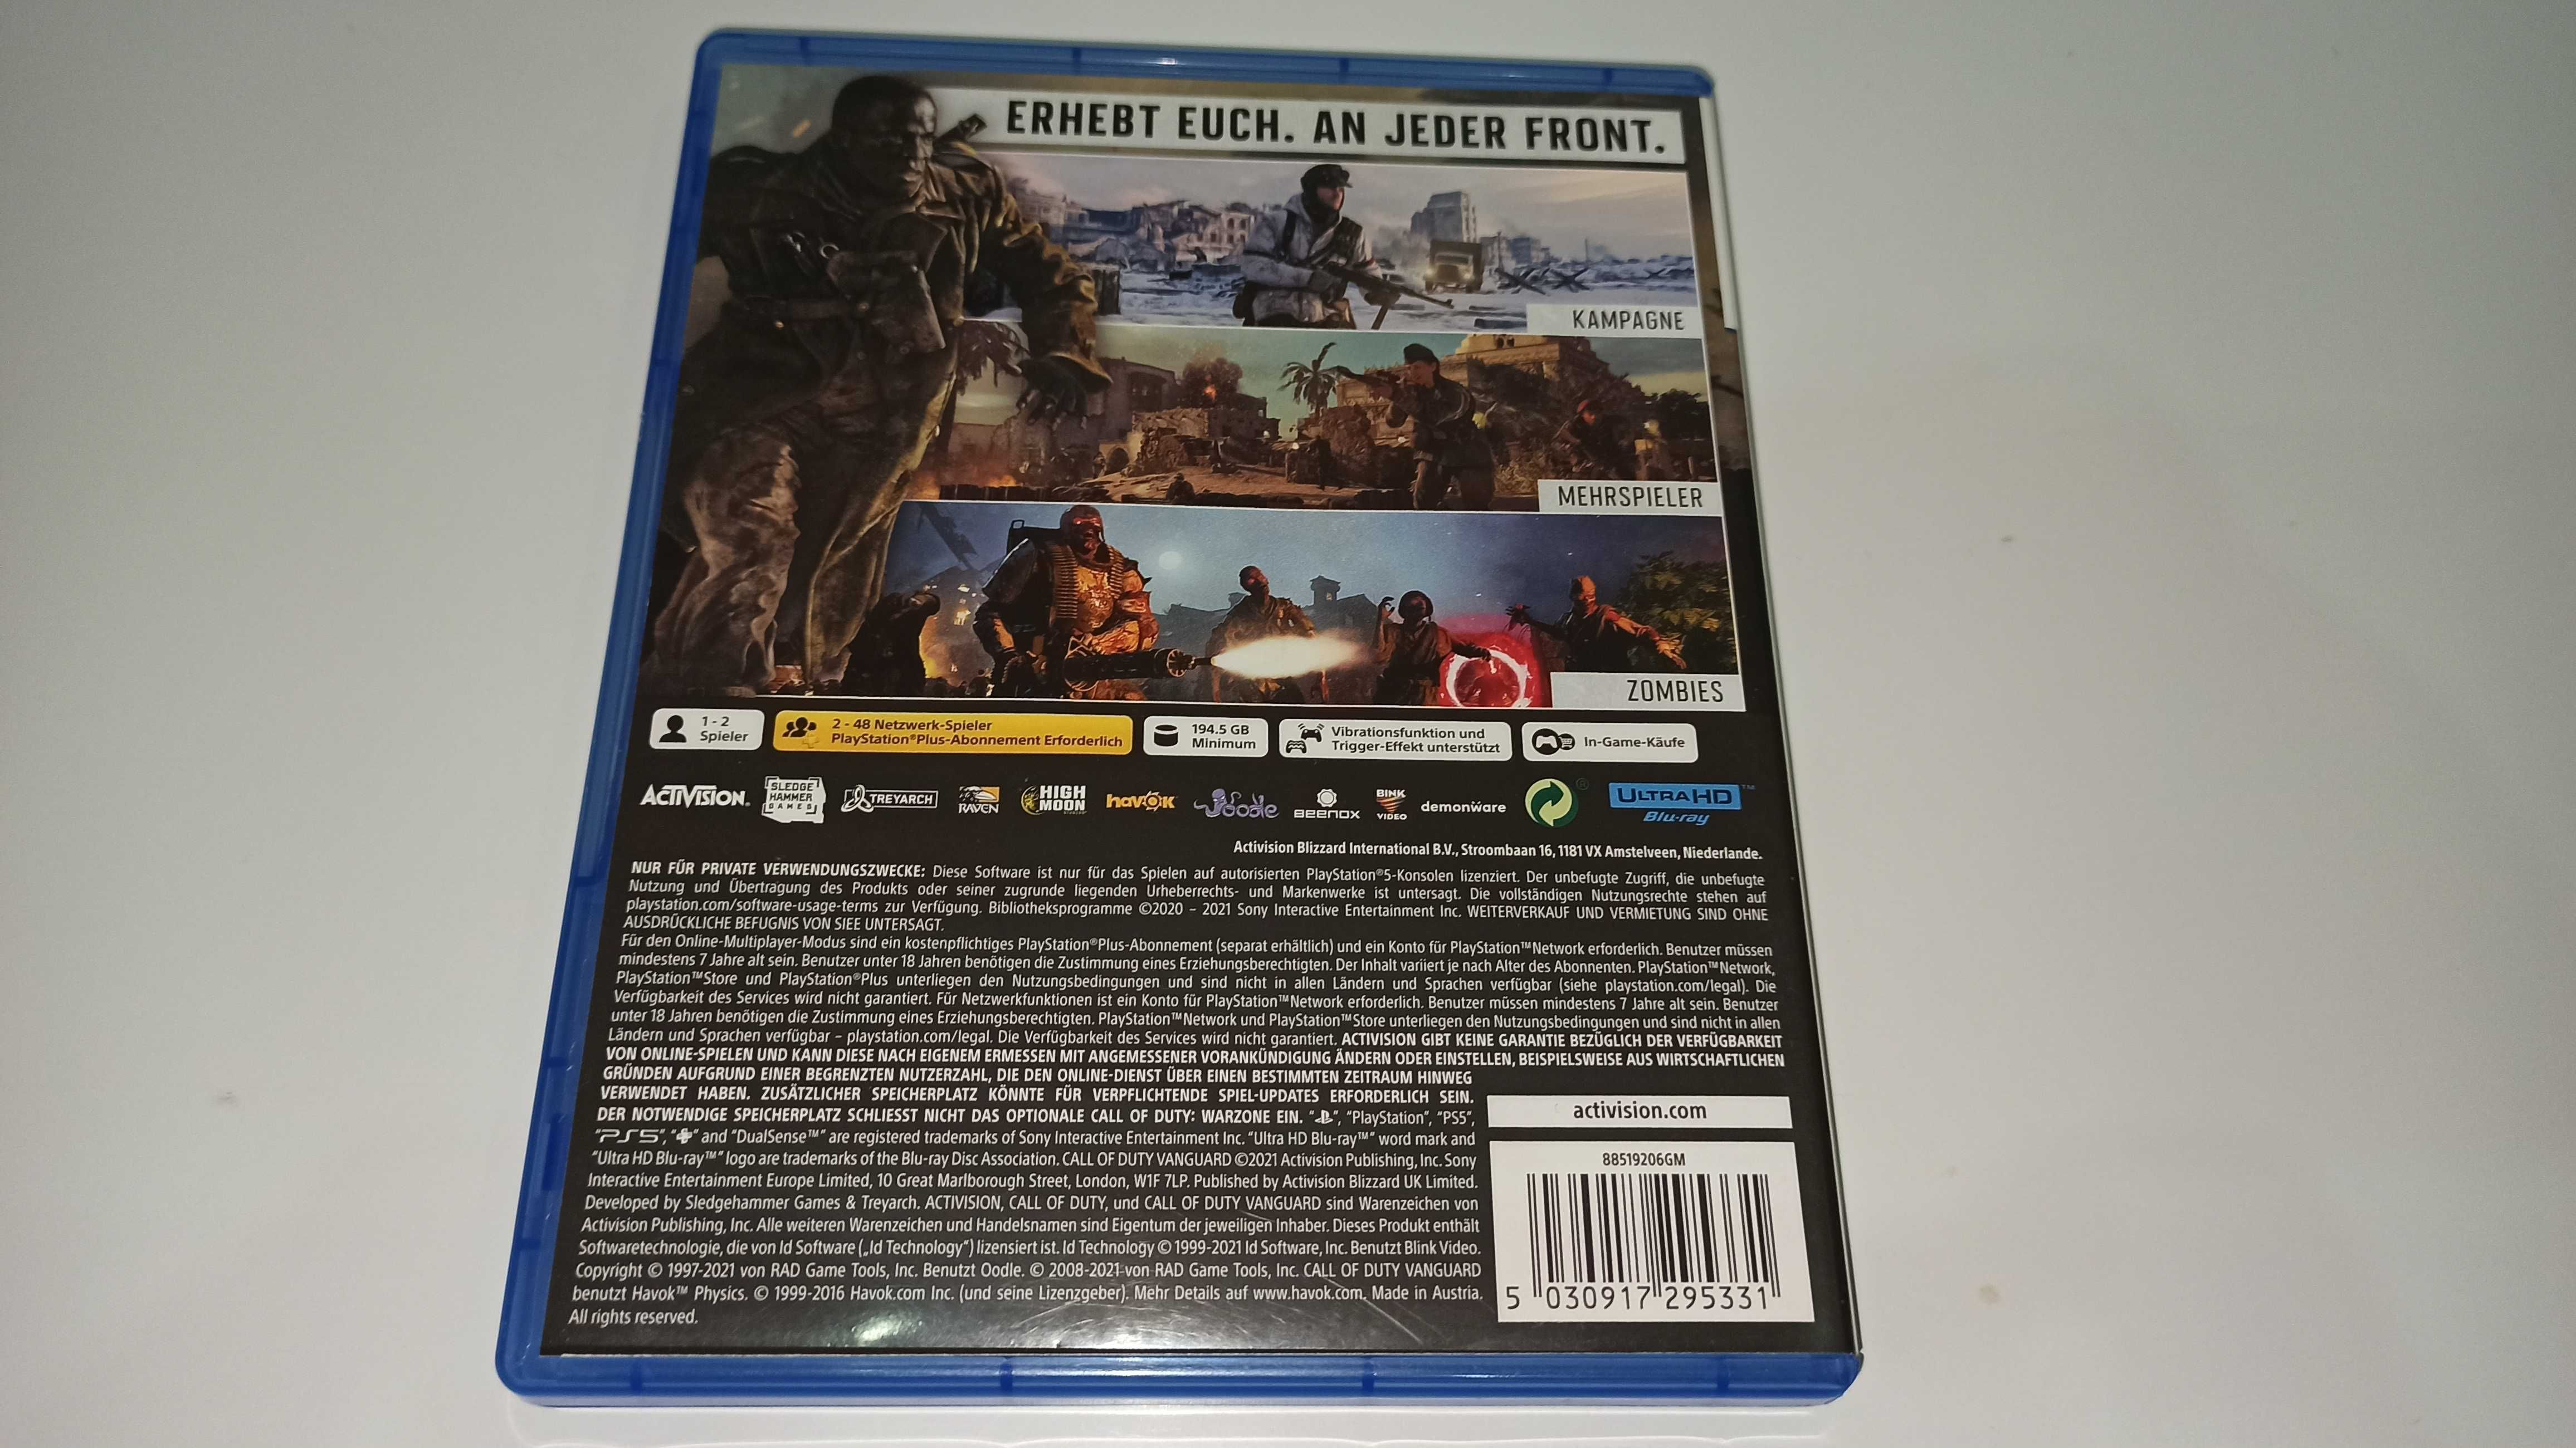 ERHEBT EUCH. AN JEDER FRONT.
KAMPAGNE
MEHRSPIELER
ZOMBIES
1 - 2
Spieler
2 - 48 Netzwerk-Spieler
PlayStation®Plus-Abonnement Erforderlich
194.5 GB
Minimum
Vibrationsfunktion und
Trigger-Effekt unterstützt
In-Game-Käufe
ACTIVISION.
SLEDGE
HAMMER
GAMES
TREYARCH
RAVEN
HIGH
MOON
STUDIOS
havok
oodle
BEENOX
BINK
VIDEO
demonware
®
ULTRA HD™
Blu-ray
Activision Blizzard International B.V., Stroombaan 16, 1181 VX Amstelveen, Niederlande.
NUR FÜR PRIVATE VERWENDUNGSZWECKE: Diese Software ist nur für das Spielen auf autorisierten PlayStation®5-Konsolen lizenziert. Der unbefugte Zugriff, die unbefugte
Nutzung und Übertragung des Produkts oder seiner zugrunde liegenden Urheberrechts- und Markenwerke ist untersagt. Die vollständigen Nutzungsrechte stehen auf
playstation.com/software-usage-terms zur Verfügung. Bibliotheksprogramme ©2020 – 2021 Sony Interactive Entertainment Inc. WEITERVERKAUF UND VERMIETUNG SIND OHNE
AUSDRÜCKLICHE BEFUGNIS VON SIEE UNTERSAGT.
Für den Online-Multiplayer-Modus sind ein kostenpflichtiges PlayStation®Plus-Abonnement (separat erhältlich) und ein Konto für PlayStation™Network erforderlich. Benutzer müssen
mindestens 7 Jahre alt sein. Benutzer unter 18 Jahren benötigen die Zustimmung eines Erziehungsberechtigten. Der Inhalt variiert je nach Alter des Abonnenten. PlayStation™Network,
PlayStation™Store und PlayStation®Plus unterliegen den Nutzungsbedingungen und sind nicht in allen Ländern und Sprachen verfügbar (siehe playstation.com/legal). Die
Verfügbarkeit des Services wird nicht garantiert. Für Netzwerkfunktionen ist ein Konto für PlayStation™Network erforderlich. Benutzer müssen mindestens 7 Jahre alt sein. Benutzer
unter 18 Jahren benötigen die Zustimmung eines Erziehungsberechtigten. PlayStation™Network und PlayStation™Store unterliegen den Nutzungsbedingungen und sind nicht in allen
Ländern und Sprachen verfügbar – playstation.com/legal. Die Verfügbarkeit des Services wird nicht garantiert. ACTIVISION GIBT KEINE GARANTIE BEZÜGLICH DER VERFÜGBARKEIT
VON ONLINE-SPIELEN UND KANN DIESE NACH EIGENEM ERMESSEN MIT ANGEMESSENER VORANKÜNDIGUNG ÄNDERN ODER EINSTELLEN, BEISPIELSWEISE AUS WIRTSCHAFTLICHEN
GRÜNDEN AUFGRUND EINER BEGRENZTEN NUTZERZAHL, DIE DEN ONLINE-DIENST ÜBER EINEN BESTIMMTEN ZEITRAUM HINWEG
VERWENDET HABEN. ZUSÄTZLICHER SPEICHERPLATZ KÖNNTE FÜR VERPFLICHTENDE SPIEL-UPDATES ERFORDERLICH SEIN.
DER NOTWENDIGE SPEICHERPLATZ SCHLIESST NICHT DAS OPTIONALE CALL OF DUTY: WARZONE EIN. “ ”, “PlayStation”, “PS5”,
“PS5”, “ ” and “DualSense™” are registered trademarks of Sony Interactive Entertainment Inc. “Ultra HD Blu-ray™” word mark and
“Ultra HD Blu-ray™” logo are trademarks of the Blu-ray Disc Association. CALL OF DUTY VANGUARD ©2021 Activision Publishing, Inc. Sony
Interactive Entertainment Europe Limited, 10 Great Marlborough Street, London, W1F 7LP. Published by Activision Blizzard UK Limited.
Developed by Sledgehammer Games & Treyarch. ACTIVISION, CALL OF DUTY, und CALL OF DUTY VANGUARD sind Warenzeichen von
Activision Publishing, Inc. Alle weiteren Warenzeichen und Handelsnamen sind Eigentum der jeweiligen Inhaber. Dieses Produkt enthält
Softwaretechnologie, die von Id Software („Id Technology“) lizensiert ist. Id Technology © 1999-2021 Id Software, Inc. Benutzt Blink Video.
Copyright © 1997-2021 von RAD Game Tools, Inc. Benutzt Oodle. © 2008-2021 von RAD Game Tools, Inc. CALL OF DUTY VANGUARD
benutzt Havok™ Physics. © 1999-2016 Havok.com Inc. (und seine Lizenzgeber). Mehr Details auf www.havok.com. Made in Austria.
All rights reserved.
activision.com
88519206GM
5 030917 295331